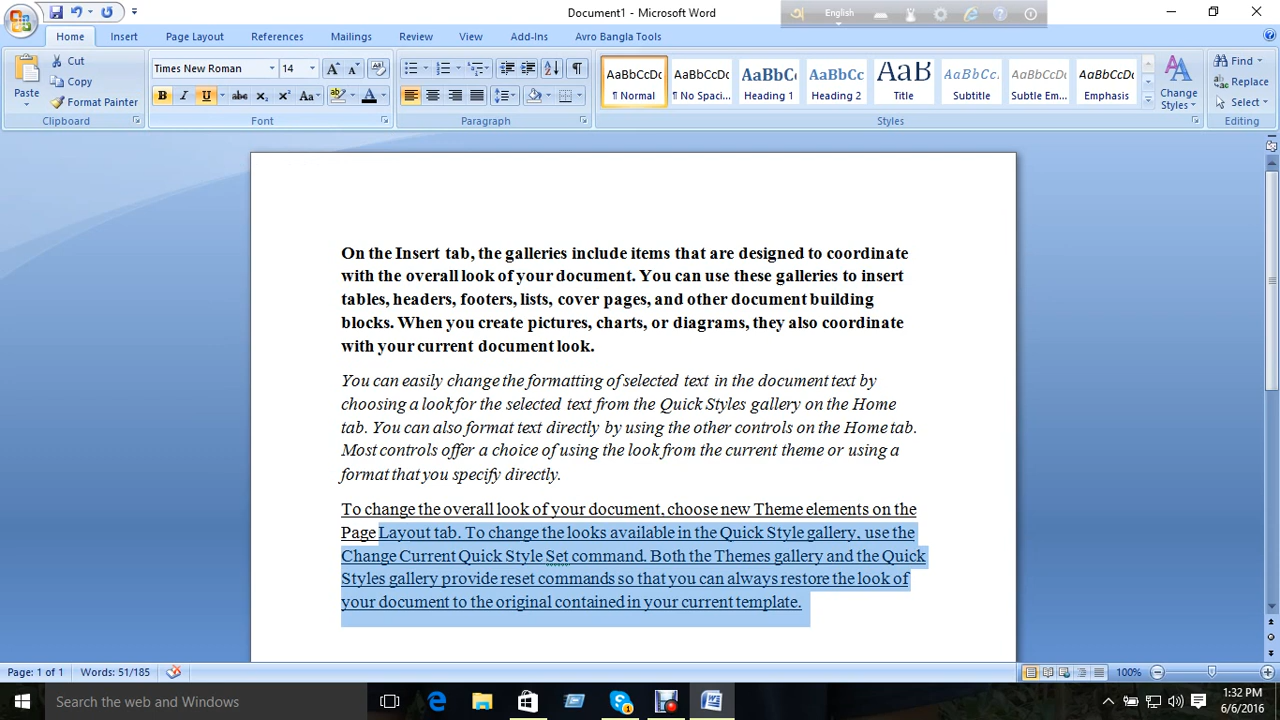 Document1 - Microsoft Word
English
Home Insert Page Layout References Mailings Review View Add-Ins Avro Bangla Tools
Paste
Cut
Copy
Format Painter
Clipboard
Times New Roman 14
B I U abc X₂ X² Aa
Font
Paragraph
AaBbCcDc AaBbCcDc AaBbC AaBbCc AaB AaBbCc. AaBbCcDc AaBbCcDc
¶ Normal ¶ No Spaci... Heading 1 Heading 2 Title Subtitle Subtle Em... Emphasis
Change
Styles
Styles
Find
Replace
Select
Editing
On the Insert tab, the galleries include items that are designed to coordinate
with the overall look of your document. You can use these galleries to insert
tables, headers, footers, lists, cover pages, and other document building
blocks. When you create pictures, charts, or diagrams, they also coordinate
with your current document look.
You can easily change the formatting of selected text in the document text by
choosing a look for the selected text from the Quick Styles gallery on the Home
tab. You can also format text directly by using the other controls on the Home tab.
Most controls offer a choice of using the look from the current theme or using a
format that you specify directly.
To change the overall look of your document, choose new Theme elements on the
Page Layout tab. To change the looks available in the Quick Style gallery, use the
Change Current Quick Style Set command. Both the Themes gallery and the Quick
Styles gallery provide reset commands so that you can always restore the look of
your document to the original contained in your current template.
Page: 1 of 1 Words: 51/185 100%
Search the web and Windows
1:32 PM
6/6/2016